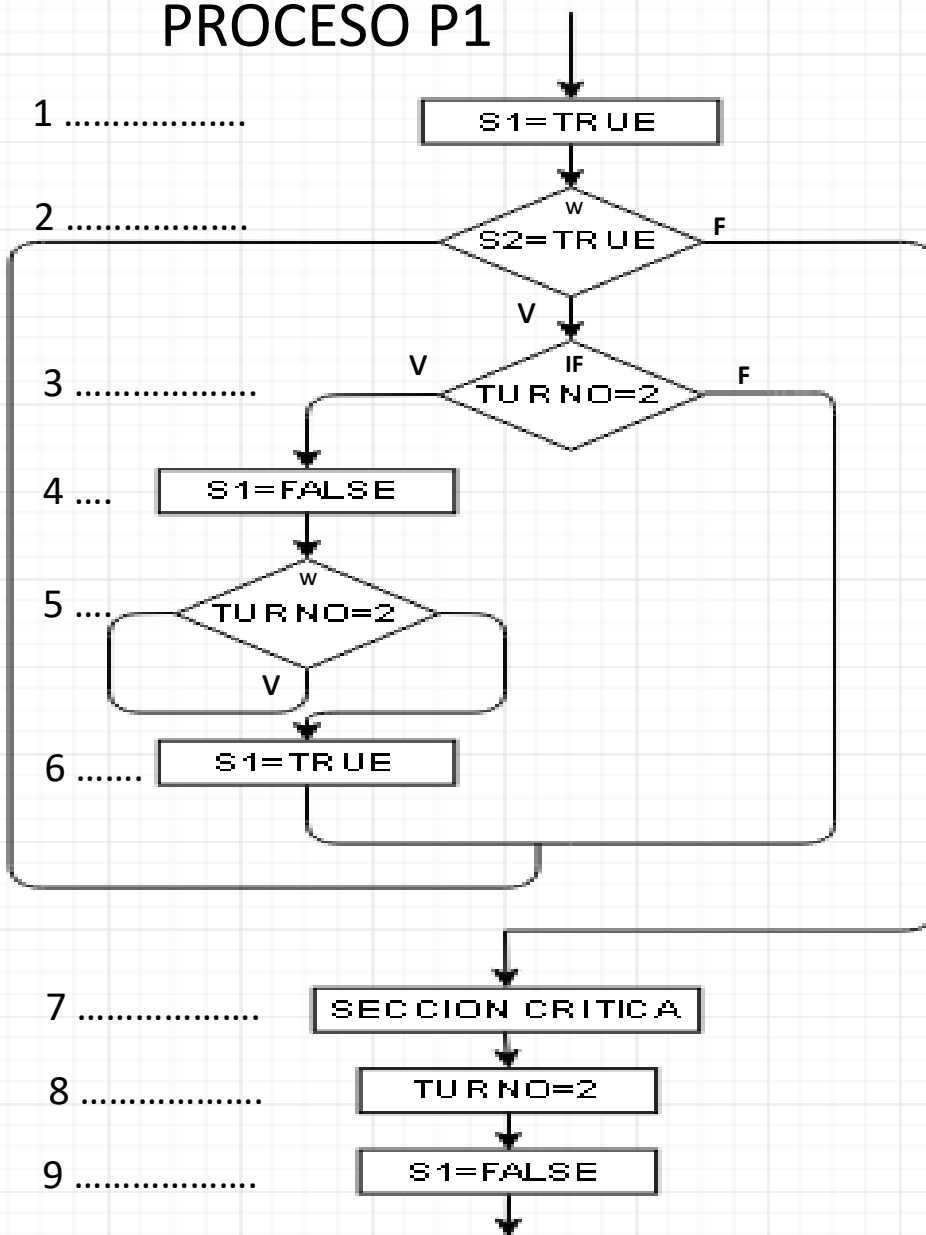 PROCESO P1
1 ...................
S1=TRUE
2 ...................
W
S2=TRUE
F
V
3 ...................
V
IF
TURNO=2
F
4 ....
S1=FALSE
5 ....
W
TURNO=2
V
6 .......
S1=TRUE
7 ...................
SECCION CRITICA
8 ...................
TURNO=2
9 ...................
S1=FALSE